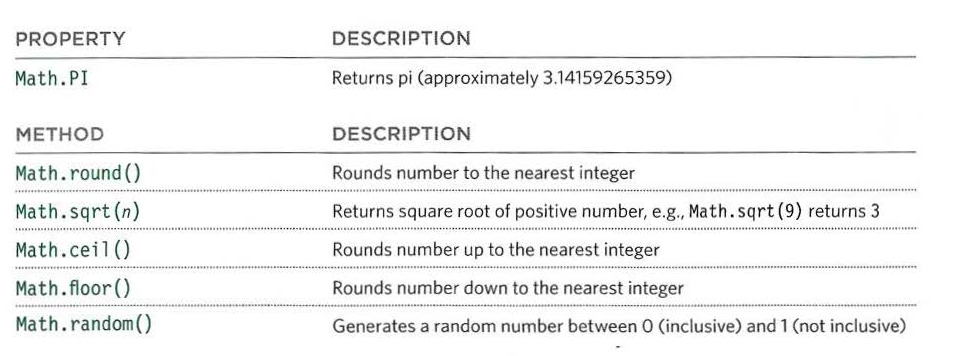 PROPERTY DESCRIPTION
Math.PI Returns pi (approximately 3.14159265359)
METHOD DESCRIPTION
Math.round() Rounds number to the nearest integer
Math.sqrt(n) Returns square root of positive number, e.g., Math.sqrt(9) returns 3
Math.ceil() Rounds number up to the nearest integer
Math.floor() Rounds number down to the nearest integer
Math.random() Generates a random number between 0 (inclusive) and 1 (not inclusive)